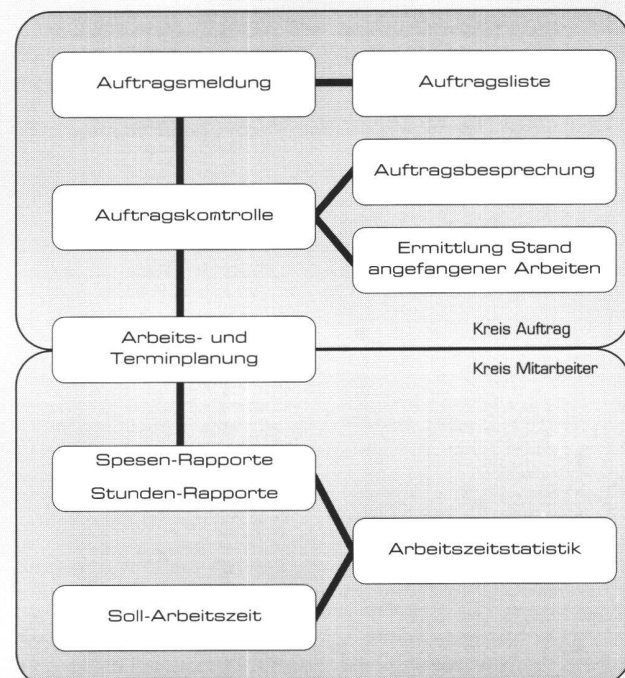 Auftragsmeldung
Auftragsliste
Auftragsbesprechung
Auftragskomtrolle
Ermittlung Stand
angefangener Arbeiten
Arbeits- und
Terminplanung
Kreis Auftrag
Kreis Mitarbeiter
Spesen-Rapporte
Stunden-Rapporte
Arbeitszeitstatistik
Soll-Arbeitszeit